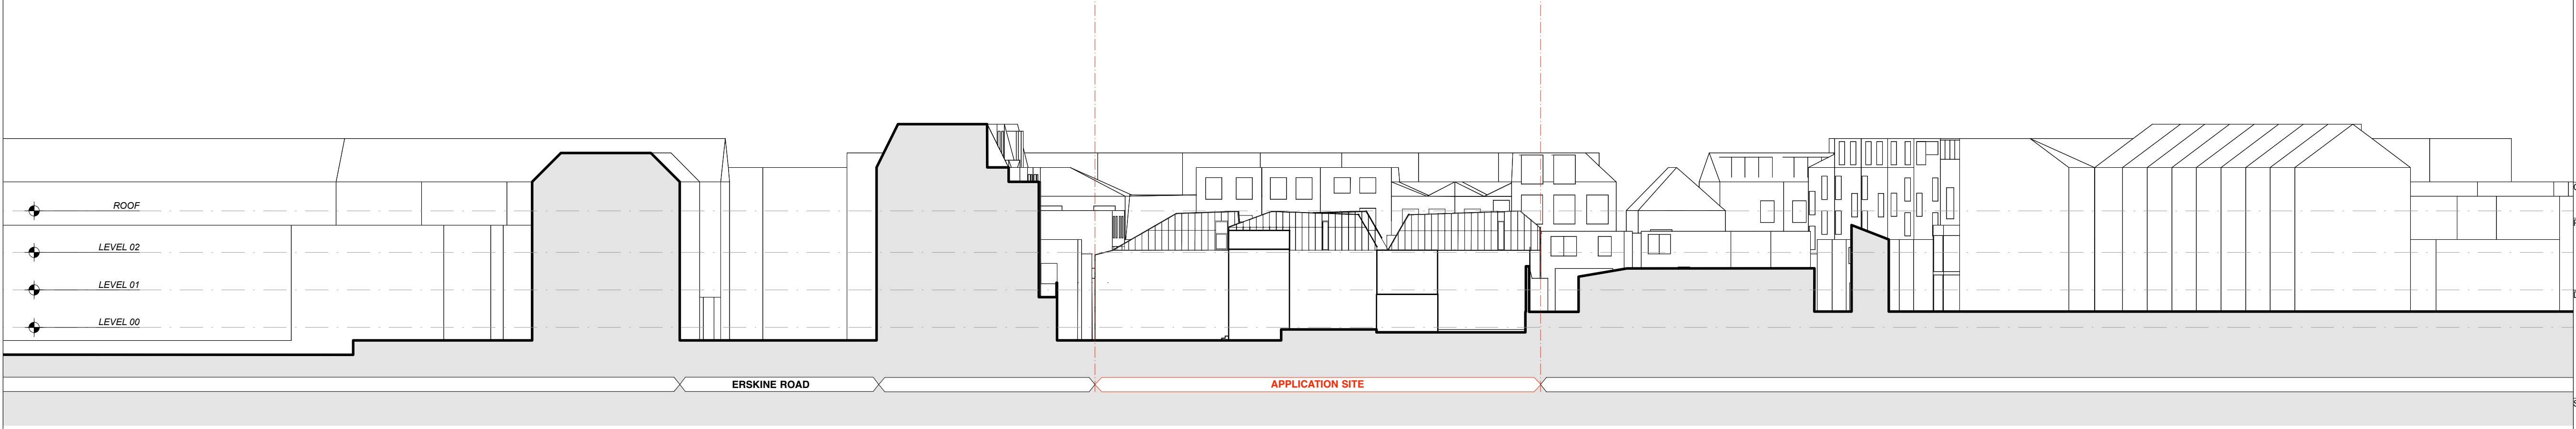 ROOF
LEVEL 02
LEVEL 01
LEVEL 00
ERSKINE ROAD
APPLICATION SITE